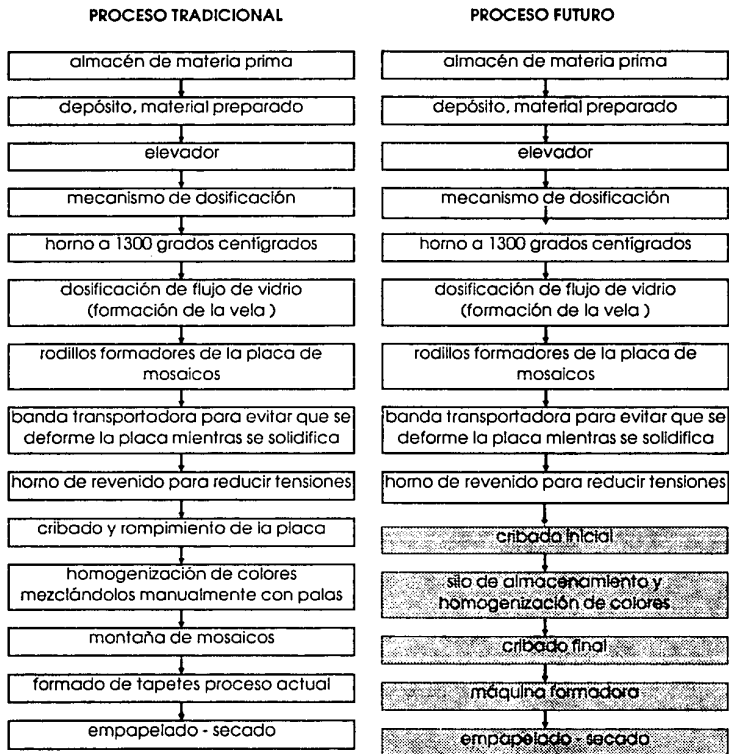 PROCESO TRADICIONAL
almacén de materia prima
depósito, material preparado
elevador
mecanismo de dosificación
horno a 1300 grados centígrados
dosificación de flujo de vidrio
(formación de la vela )
rodillos formadores de la placa de
mosaicos
banda transportadora para evitar que se
deforme la placa mientras se solidifica
horno de revenido para reducir tensiones
cribado y rompimiento de la placa
homogenización de colores
mezclándolos manualmente con palas
montaña de mosaicos
formado de tapetes proceso actual
empapelado - secado
PROCESO FUTURO
almacén de materia prima
depósito, material preparado
elevador
mecanismo de dosificación
horno a 1300 grados centígrados
dosificación de flujo de vidrio
(formación de la vela )
rodillos formadores de la placa de
mosaicos
banda transportadora para evitar que se
deforme la placa mientras se solidifica
horno de revenido para reducir tensiones
cribado inicial
silo de almacenamiento y
homogenización de colores
cribado final
máquina formadora
empapelado - secado